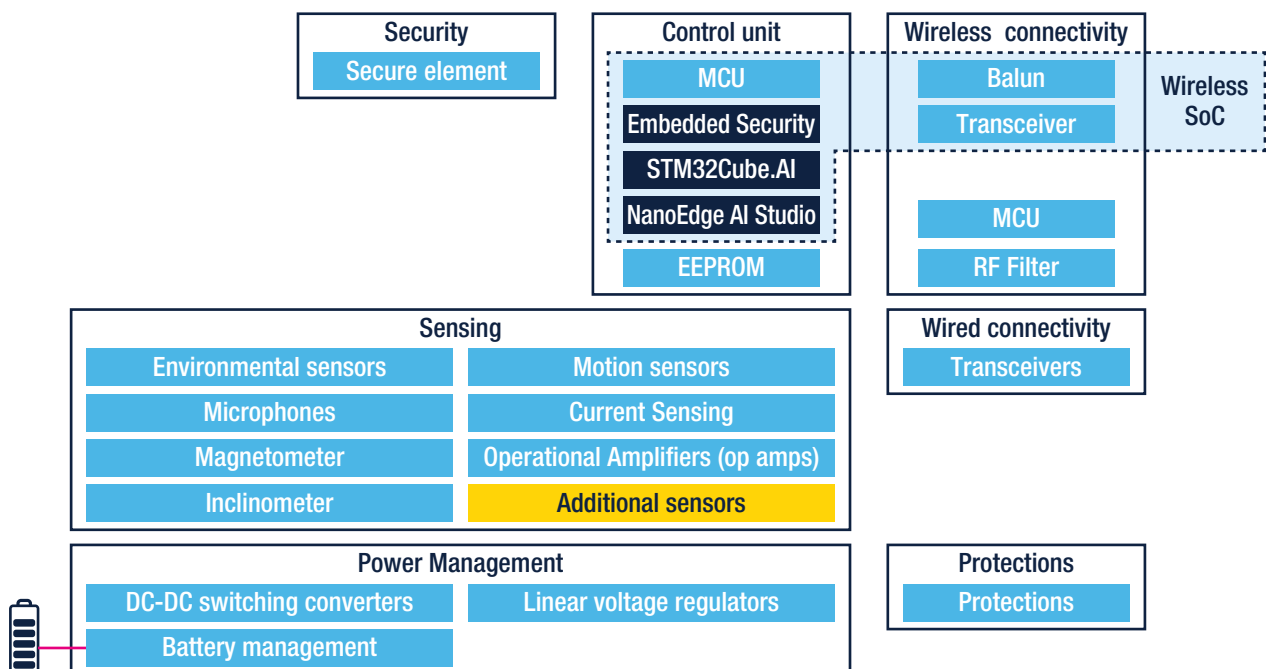 Security
Secure element
Control unit
MCU
Embedded Security
STM32Cube.AI
NanoEdge AI Studio
EEPROM
Wireless connectivity
Balun
Transceiver
MCU
RF Filter
Wireless
SoC
Sensing
Environmental sensors
Motion sensors
Microphones
Current Sensing
Magnetometer
Operational Amplifiers (op amps)
Inclinometer
Additional sensors
Wired connectivity
Transceivers
Power Management
DC-DC switching converters
Linear voltage regulators
Battery management
Protections
Protections